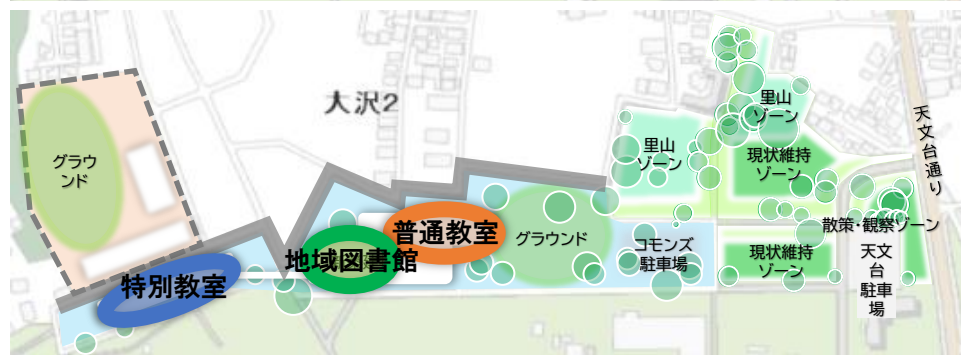 大沢2
グラウ
ンド
特別教室
地域図書館
普通教室
グラウンド
里山
ゾーン
里山
ゾーン
現状維持
ゾーン
コモンズ
駐車場
現状維持
ゾーン
散策・観察ゾーン
天文台駐車場
天文台通り